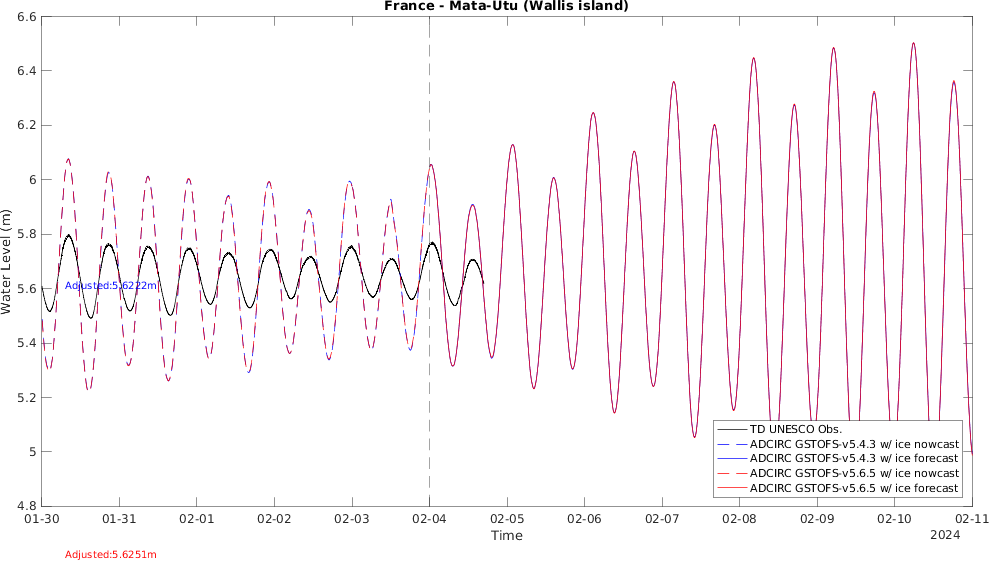 France - Mata-Utu (Wallis island)
Water Level (m)
6.6
6.4
6.2
6
5.8
5.6
5.4
5.2
5
4.8
Adjusted:5.6222m
TD UNESCO Obs.
ADCIRC GSTOFS-v5.4.3 w/ ice nowcast
ADCIRC GSTOFS-v5.4.3 w/ ice forecast
ADCIRC GSTOFS-v5.6.5 w/ ice nowcast
ADCIRC GSTOFS-v5.6.5 w/ ice forecast
01-30 01-31 02-01 02-02 02-03 02-04 02-05 02-06 02-07 02-08 02-09 02-10 02-11
Time
2024
Adjusted:5.6251m